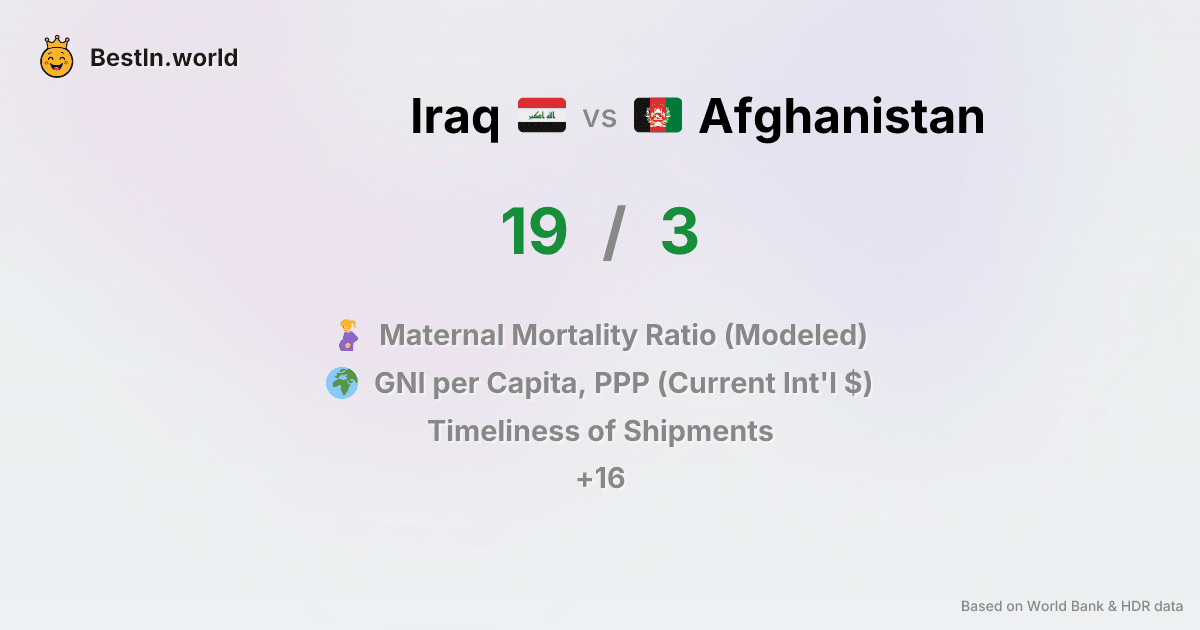 BestIn.world
Iraq vs Afghanistan
19 / 3
Maternal Mortality Ratio (Modeled)
GNI per Capita, PPP (Current Int'l $)
Timeliness of Shipments
+16
Based on World Bank & HDR data